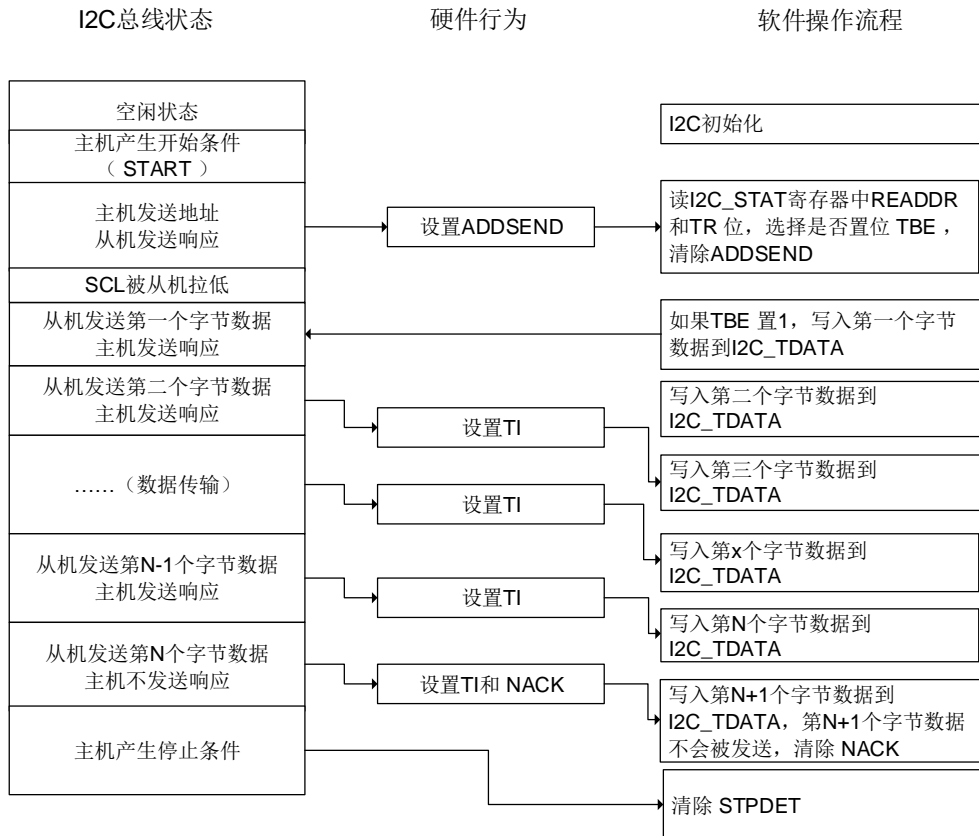 I2C总线状态
硬件行为
软件操作流程
空闲状态
I2C初始化
主机产生开始条件
（ START ）
主机发送地址
从机发送响应
设置ADDSEND
读I2C_STAT寄存器中READDR
和TR 位，选择是否置位 TBE ，
清除ADDSEND
SCL被从机拉低
从机发送第一个字节数据
主机发送响应
如果TBE 置1，写入第一个字节
数据到I2C_TDATA
从机发送第二个字节数据
主机发送响应
设置TI
写入第二个字节数据到
I2C_TDATA
写入第三个字节数据到
I2C_TDATA
……（数据传输）
设置TI
写入第x个字节数据到
I2C_TDATA
从机发送第N-1个字节数据
主机发送响应
设置TI
写入第N个字节数据到
I2C_TDATA
从机发送第N个字节数据
主机不发送响应
设置TI和 NACK
写入第N+1个字节数据到
I2C_TDATA，第N+1个字节数据
不会被发送，清除 NACK
主机产生停止条件
清除 STPDET